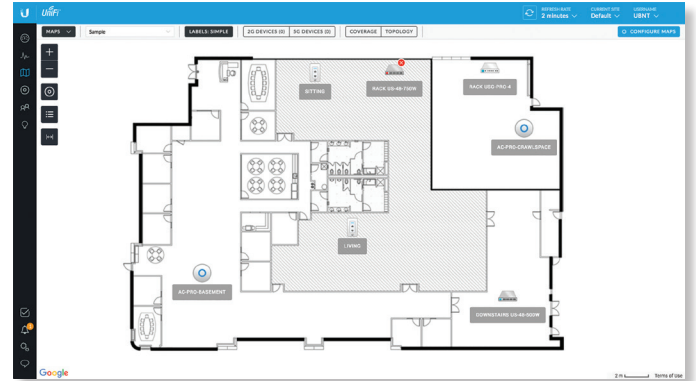 U UniFi
REFRESH RATE
2 minutes
CURRENT SITE
Default
USERNAME
UBNT
MAPS
Sample
LABELS: SIMPLE
2G DEVICES (0) 5G DEVICES (0)
COVERAGE TOPOLOGY
CONFIGURE MAPS
SITTING
RACK US-48-750W
RACK USG-PRO-4
AC-PRO-CRAWLSPACE
LIVING
AC-PRO-BASEMENT
DOWNSTAIRS US-48-500W
Google
2 m
Terms of Use